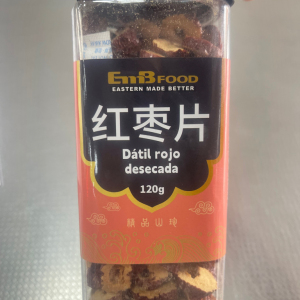 EMB FOOD
EASTERN MADE BETTER
红枣片
Dátil rojo
desecada
120g